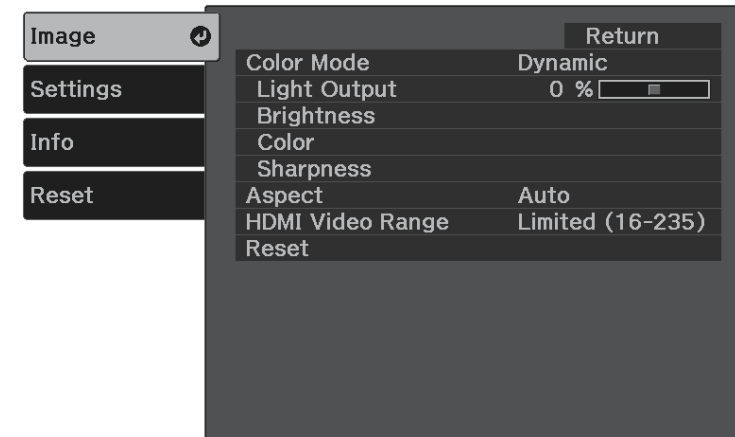 Image
Settings
Info
Reset
Return
Color Mode Dynamic
Light Output 0 %
Brightness
Color
Sharpness
Aspect Auto
HDMI Video Range Limited (16-235)
Reset